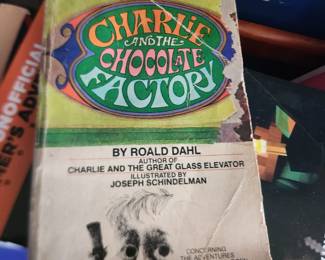 CHARLIE
AND THE
CHOCOLATE
FACTORY
BY ROALD DAHL
AUTHOR OF
CHARLIE AND THE GREAT GLASS ELEVATOR
ILLUSTRATED BY
JOSEPH SCHINDELMAN
CONCERNING
THE ADVENTURES
UNOFFICIAL